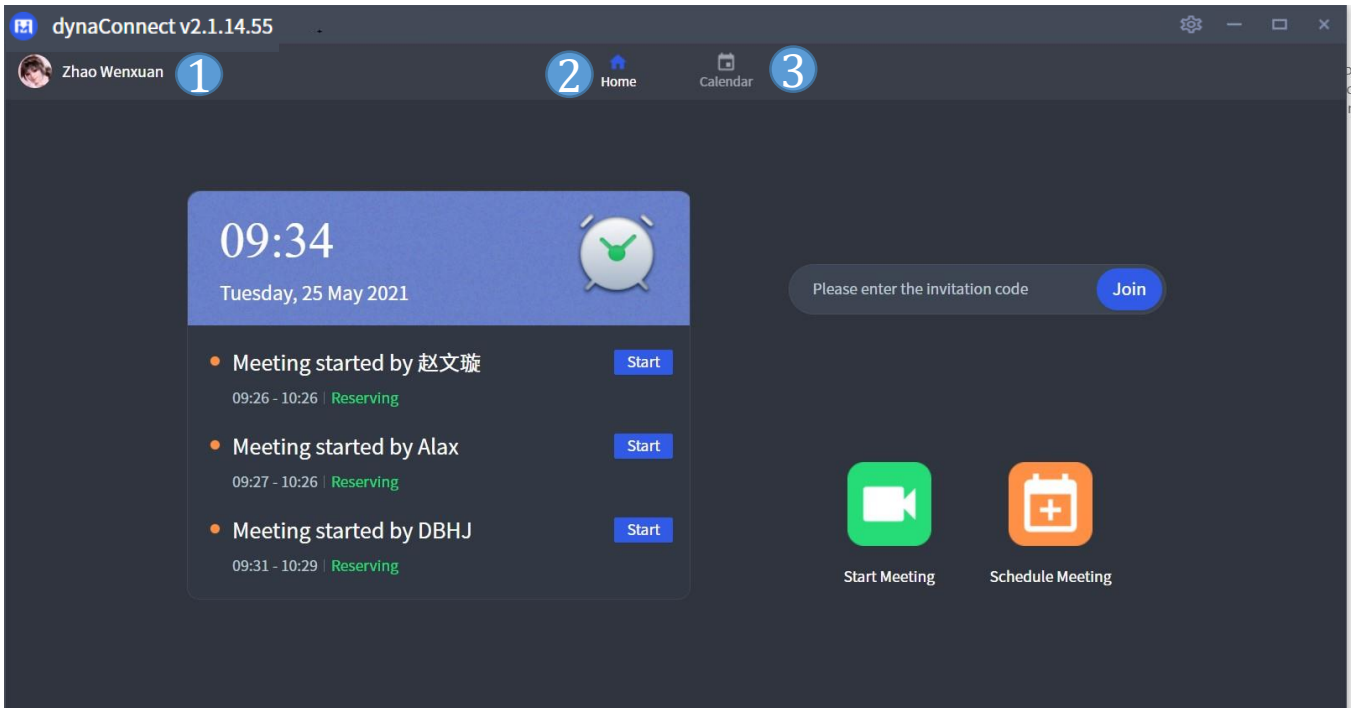 dynaConnect v2.1.14.55
Zhao Wenxuan 1
2 Home
Calendar 3
09:34
Tuesday, 25 May 2021
Meeting started by 赵文璇 Start
09:26 - 10:26 | Reserving
Meeting started by Alax Start
09:27 - 10:26 | Reserving
Meeting started by DBHJ Start
09:31 - 10:29 | Reserving
Please enter the invitation code Join
Start Meeting
Schedule Meeting